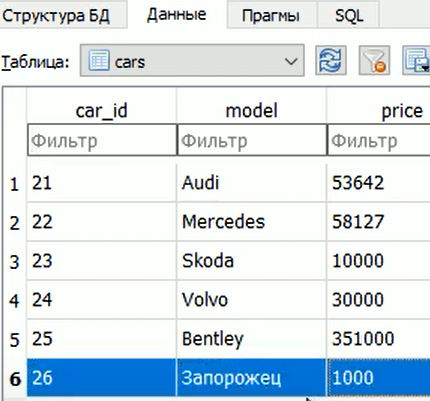 Структура БД Данные Прагмы SQL
Таблица: cars
car_id model price
Фильтр Фильтр Фильтр
1 21 Audi 53642
2 22 Mercedes 58127
3 23 Skoda 10000
4 24 Volvo 30000
5 25 Bentley 351000
6 26 Запорожец 1000